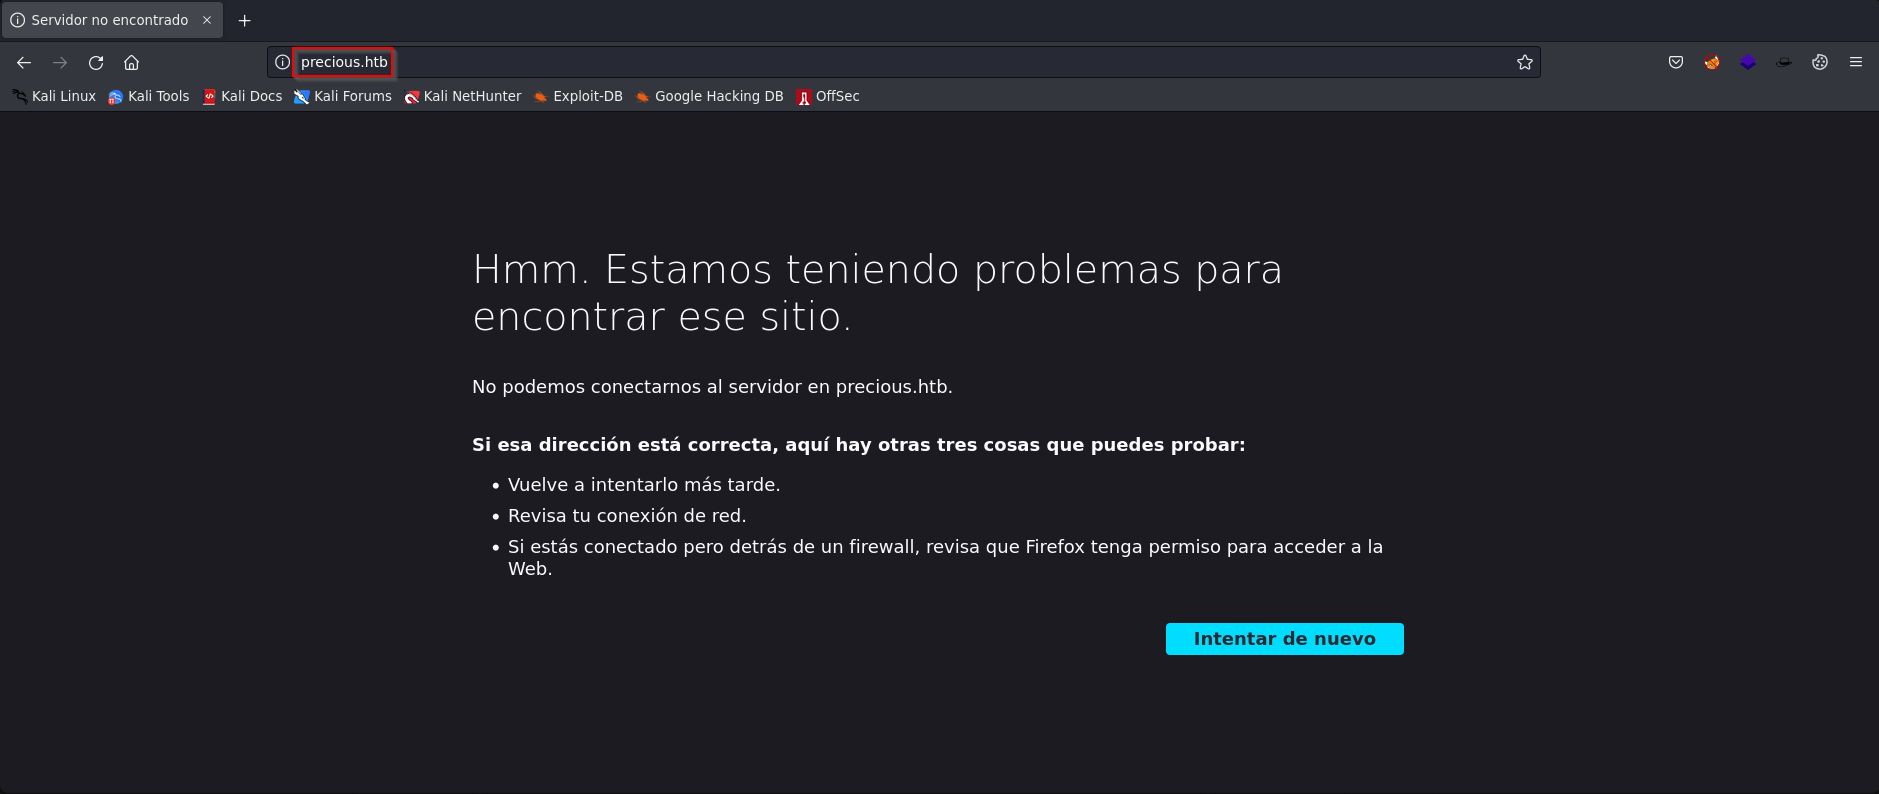 Servidor no encontrado
precious.htb
Kali Linux Kali Tools Kali Docs Kali Forums Kali NetHunter Exploit-DB Google Hacking DB OffSec
Hmm. Estamos teniendo problemas para
encontrar ese sitio.
No podemos conectarnos al servidor en precious.htb.
Si esa dirección está correcta, aquí hay otras tres cosas que puedes probar:
• Vuelve a intentarlo más tarde.
• Revisa tu conexión de red.
• Si estás conectado pero detrás de un firewall, revisa que Firefox tenga permiso para acceder a la
Web.
Intentar de nuevo